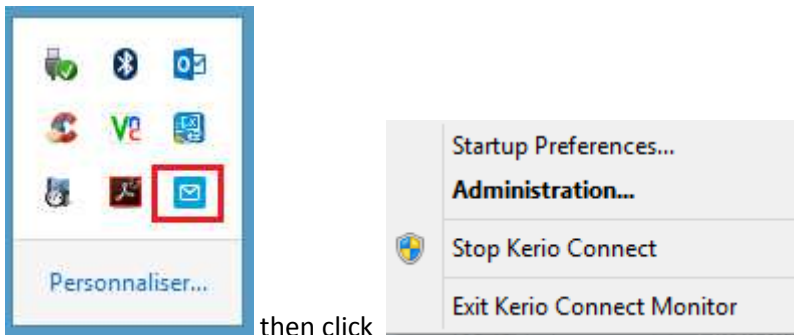 Personnaliser...
then click
Startup Preferences...
Administration...
Stop Kerio Connect
Exit Kerio Connect Monitor